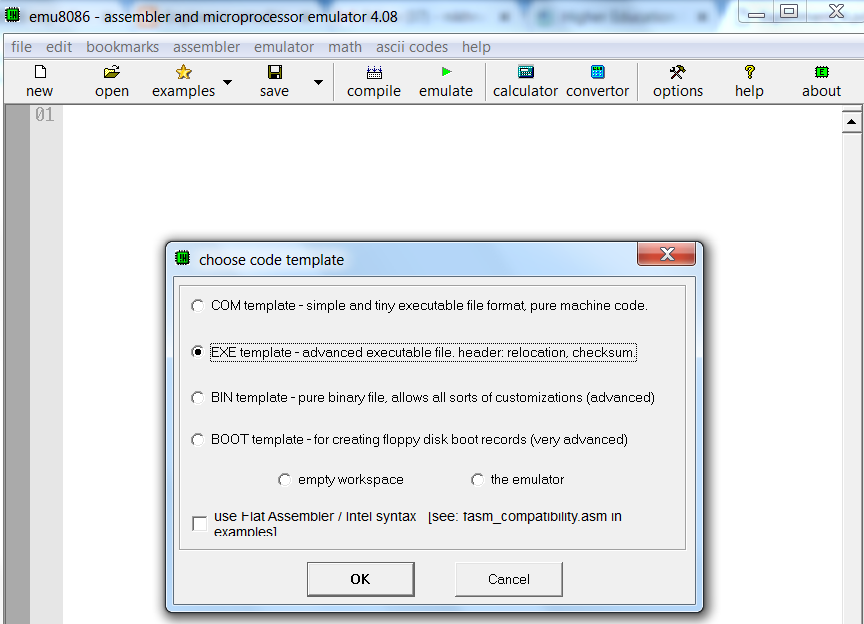 emu8086 - assembler and microprocessor emulator 4.08
file edit bookmarks assembler emulator math ascii codes help
new open examples save compile emulate calculator convertor options help about
01
choose code template
COM template - simple and tiny executable file format, pure machine code.
EXE template - advanced executable file. header: relocation, checksum.
BIN template - pure binary file, allows all sorts of customizations (advanced)
BOOT template - for creating floppy disk boot records (very advanced)
empty workspace the emulator
use Flat Assembler / Intel syntax [see: fasm_compatibility.asm in
examples]
OK Cancel